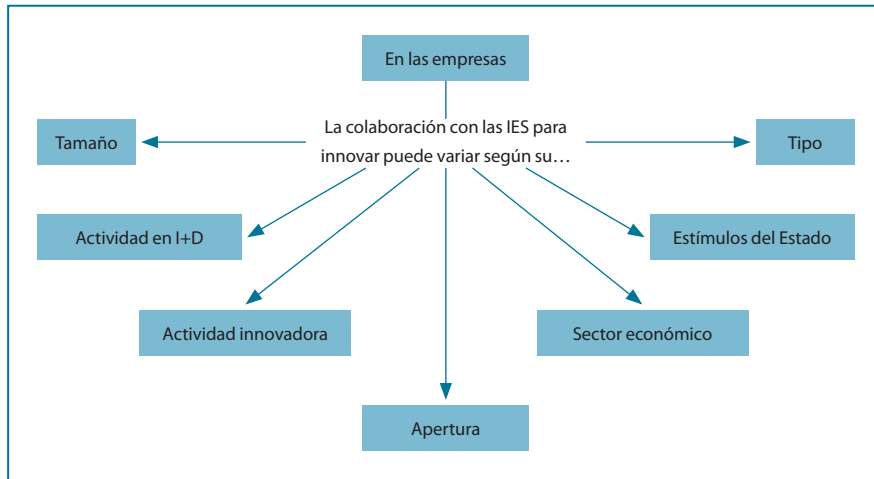 En las empresas
La colaboración con las IES para
innovar puede variar según su…
Tamaño
Tipo
Actividad en I+D
Estímulos del Estado
Actividad innovadora
Sector económico
Apertura